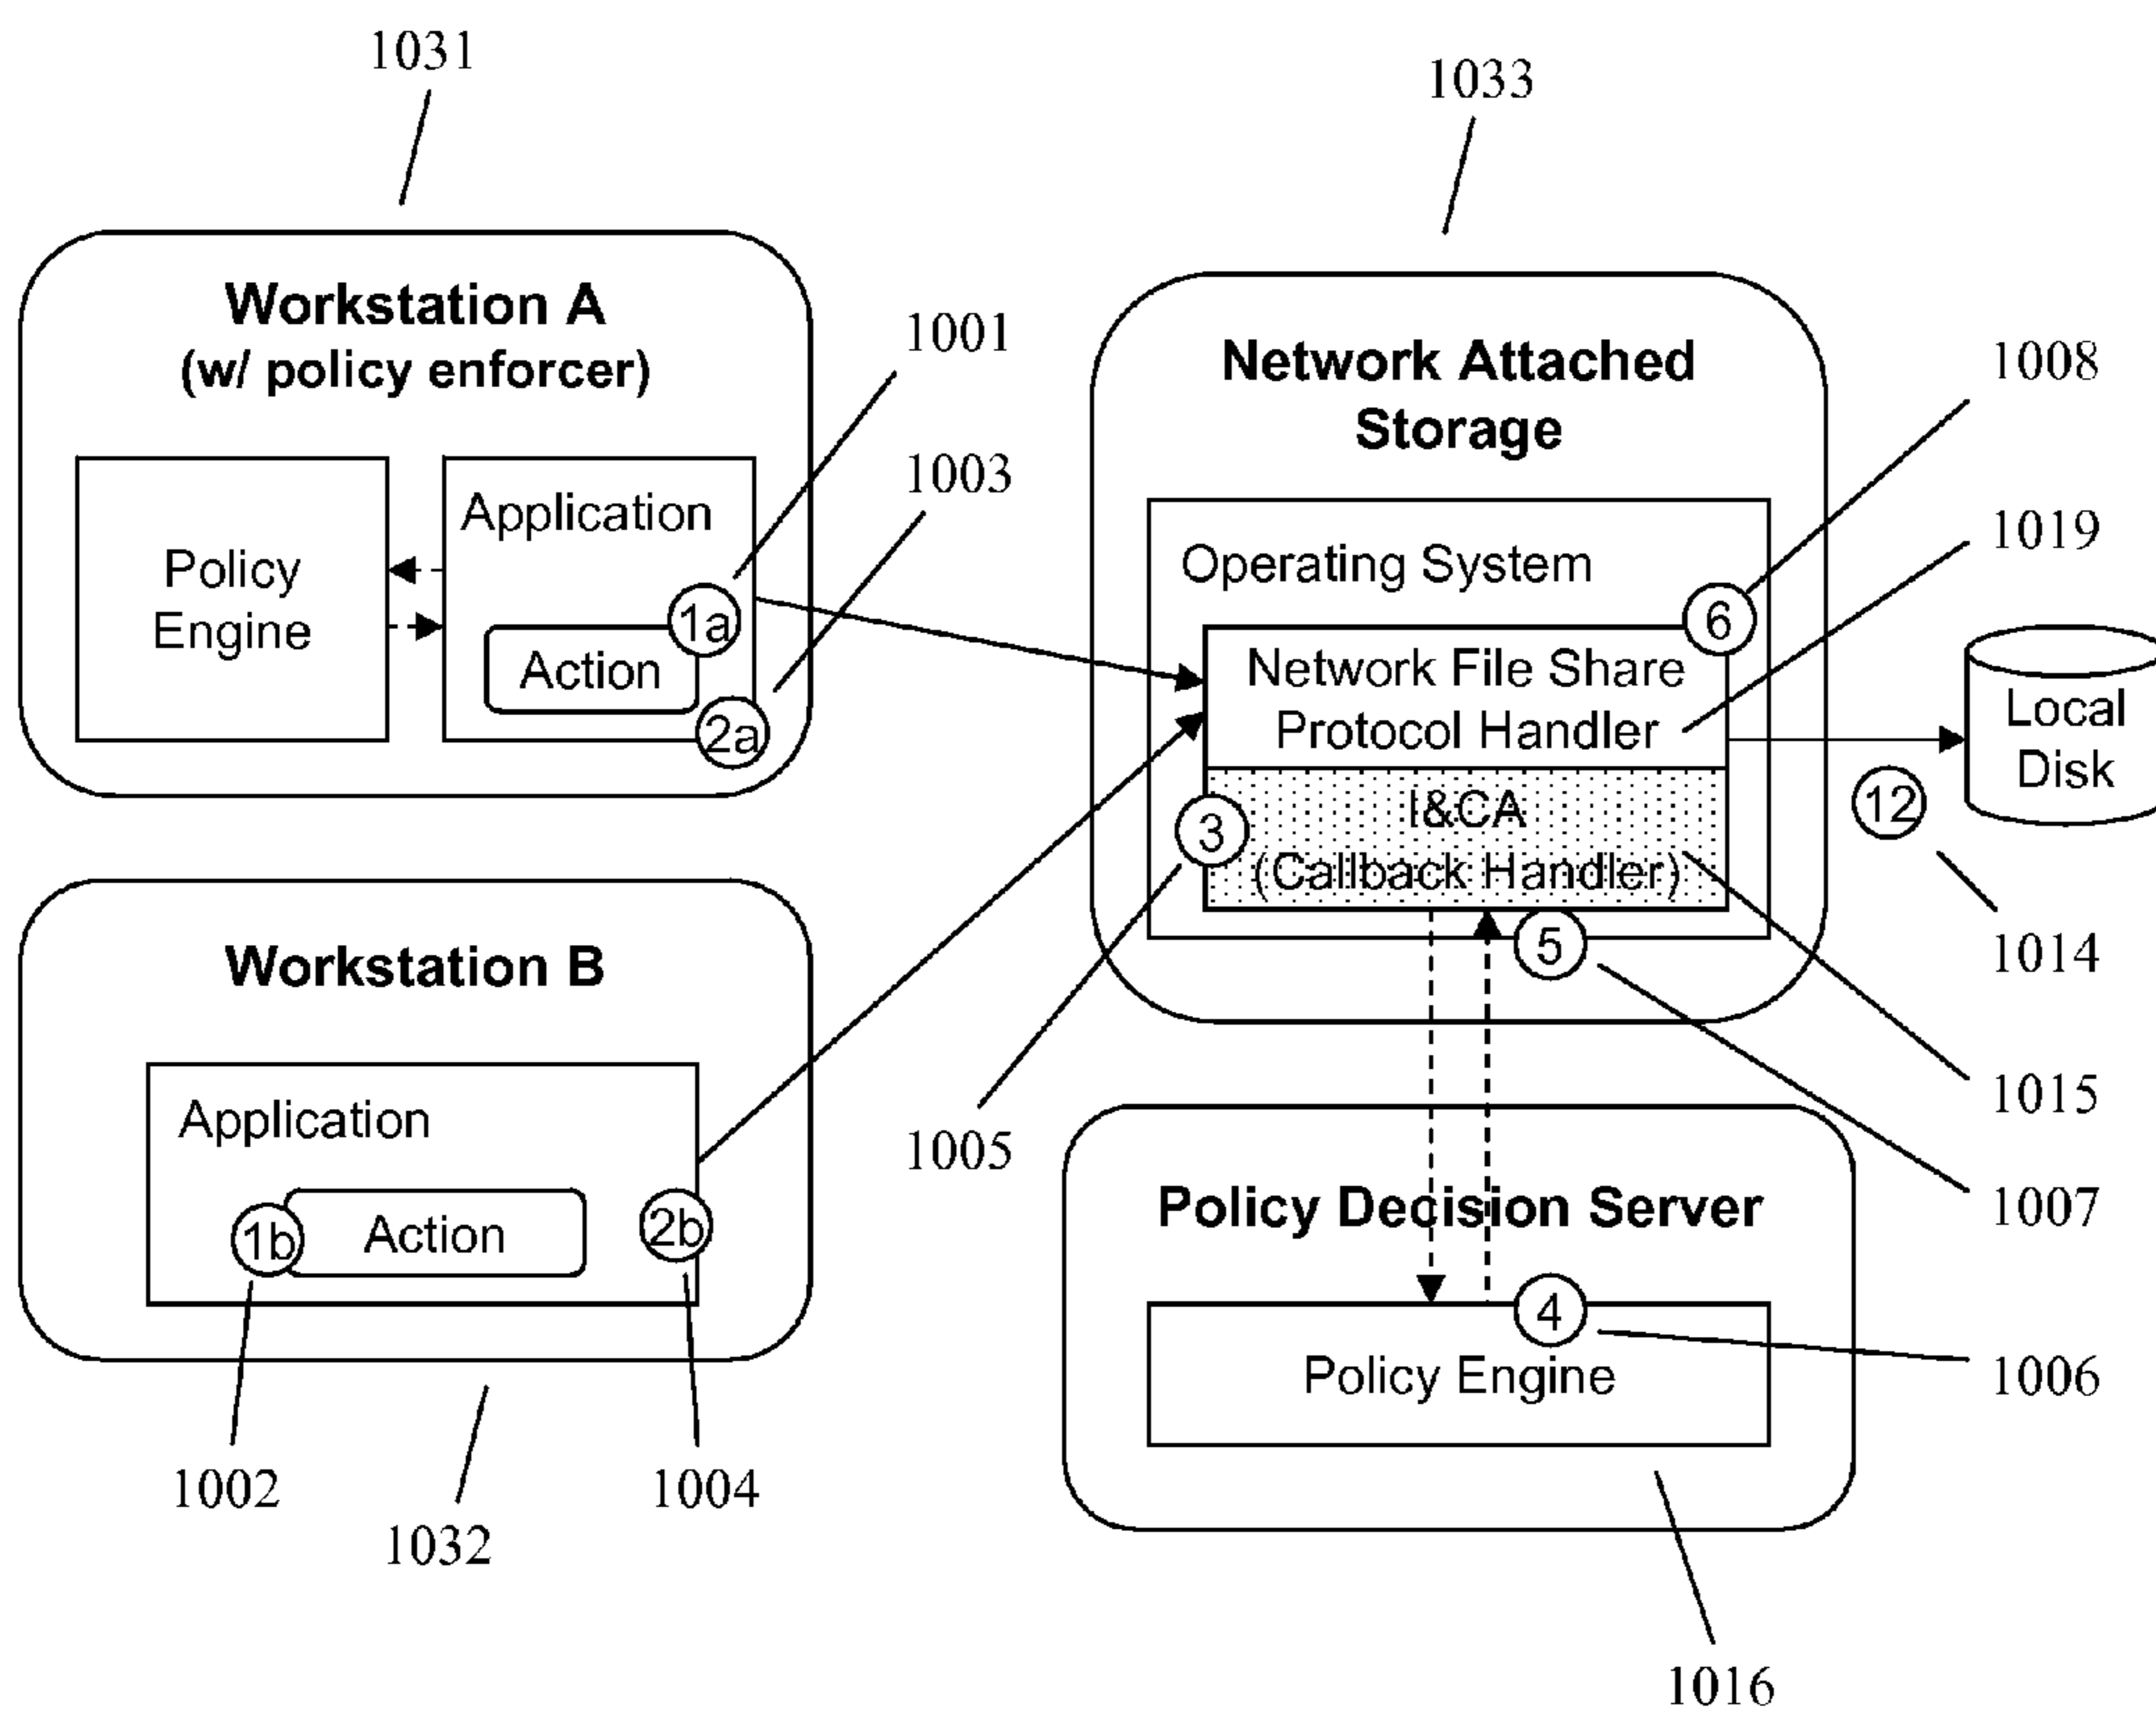 1031
1033
Workstation A
(w/ policy enforcer)
Policy
Engine
Application
1a
Action
2a
1001
1003
Network Attached
Storage
Operating System
6
Network File Share
Protocol Handler
I&CA
(Callback Handler)
3
5
1008
1019
Local
Disk
12
1014
1015
1007
1005
Workstation B
Application
1b
Action
2b
1002
1004
1032
Policy Decision Server
4
Policy Engine
1006
1016